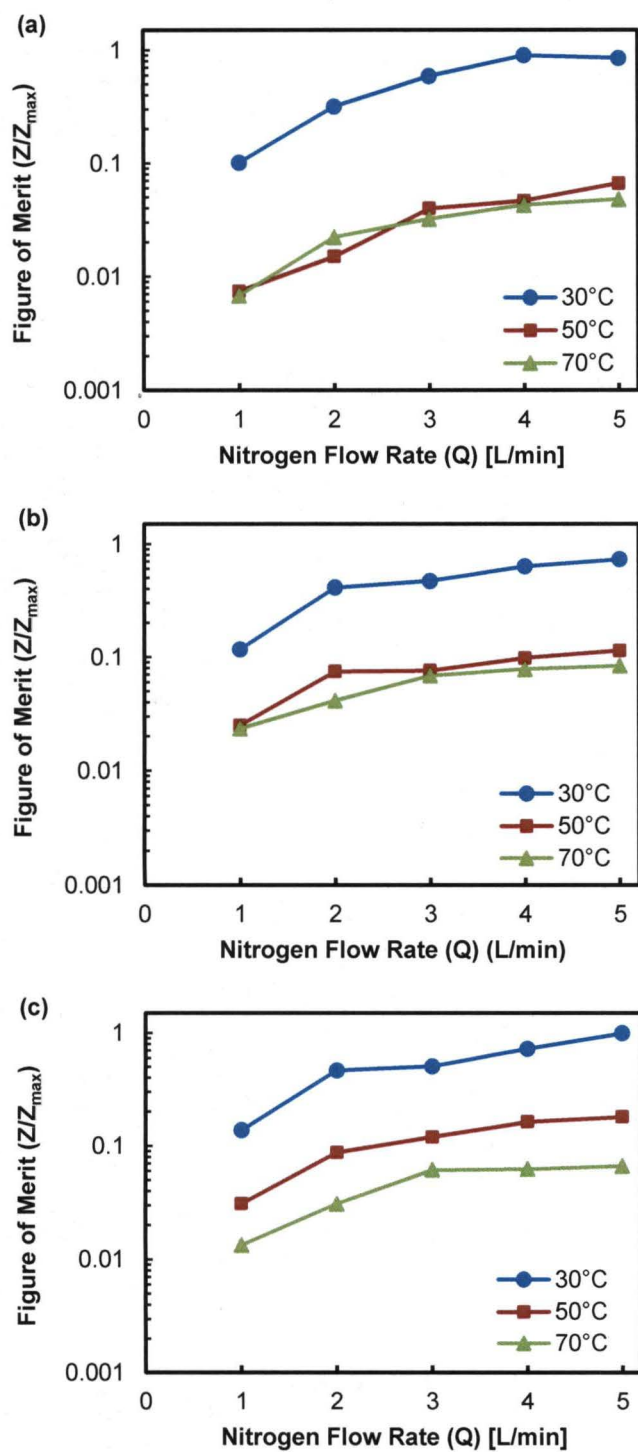 (a)
Figure of Merit (Z/Zmax)
1
0.1
0.01
0.001
30°C
50°C
70°C
0 1 2 3 4 5
Nitrogen Flow Rate (Q) [L/min]
(b)
Figure of Merit (Z/Zmax)
1
0.1
0.01
0.001
30°C
50°C
70°C
0 1 2 3 4 5
Nitrogen Flow Rate (Q) (L/min)
(c)
Figure of Merit (Z/Zmax)
1
0.1
0.01
0.001
30°C
50°C
70°C
0 1 2 3 4 5
Nitrogen Flow Rate (Q) [L/min]